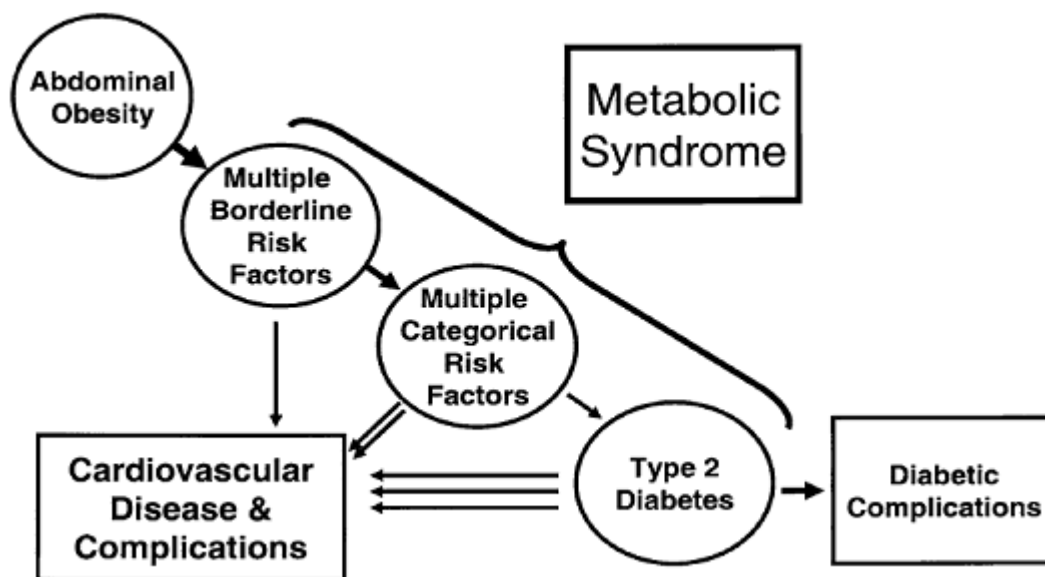 Abdominal
Obesity
Metabolic
Syndrome
Multiple
Borderline
Risk
Factors
Multiple
Categorical
Risk
Factors
Cardiovascular
Disease &
Complications
Type 2
Diabetes
Diabetic
Complications